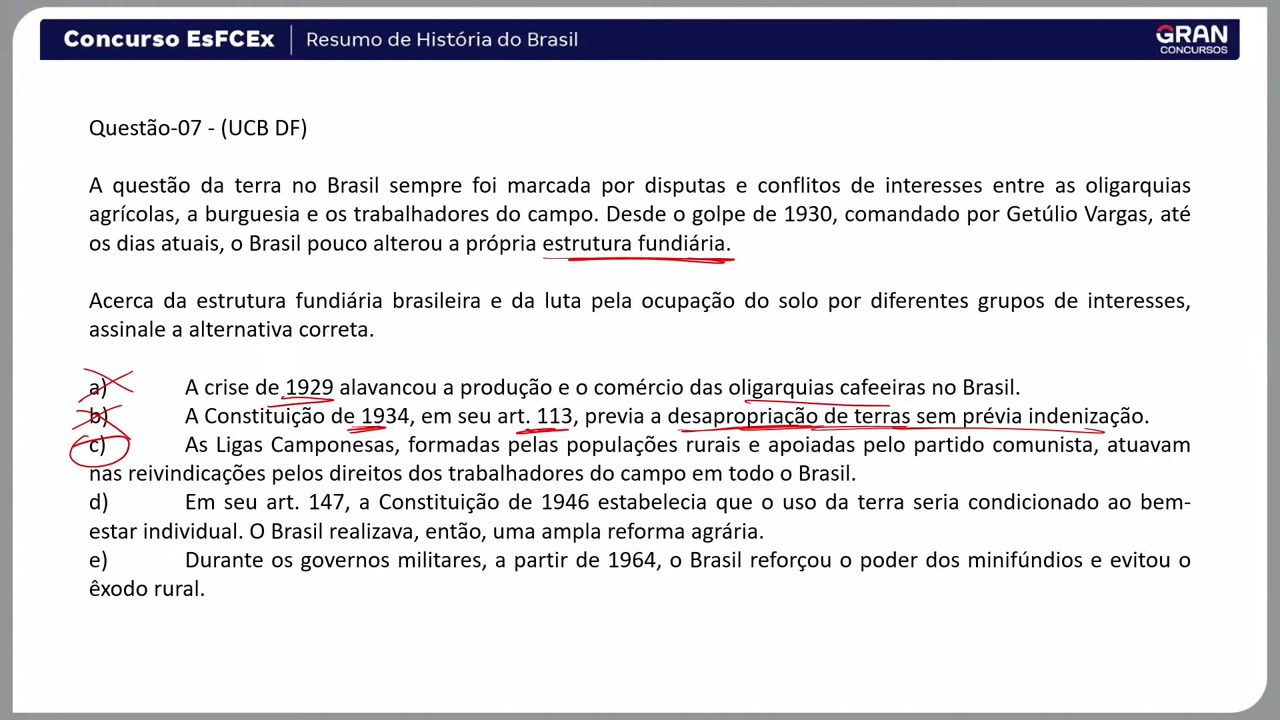 Concurso EsFCEx | Resumo de História do Brasil
GRAN
CONCURSOS
Questão-07 - (UCB DF)
A questão da terra no Brasil sempre foi marcada por disputas e conflitos de interesses entre as oligarquias
agrícolas, a burguesia e os trabalhadores do campo. Desde o golpe de 1930, comandado por Getúlio Vargas, até
os dias atuais, o Brasil pouco alterou a própria estrutura fundiária.
Acerca da estrutura fundiária brasileira e da luta pela ocupação do solo por diferentes grupos de interesses,
assinale a alternativa correta.
a) A crise de 1929 alavancou a produção e o comércio das oligarquias cafeeiras no Brasil.
b) A Constituição de 1934, em seu art. 113, previa a desapropriação de terras sem prévia indenização.
c) As Ligas Camponesas, formadas pelas populações rurais e apoiadas pelo partido comunista, atuavam
nas reivindicações pelos direitos dos trabalhadores do campo em todo o Brasil.
d) Em seu art. 147, a Constituição de 1946 estabelecia que o uso da terra seria condicionado ao bem-
estar individual. O Brasil realizava, então, uma ampla reforma agrária.
e) Durante os governos militares, a partir de 1964, o Brasil reforçou o poder dos minifúndios e evitou o
êxodo rural.